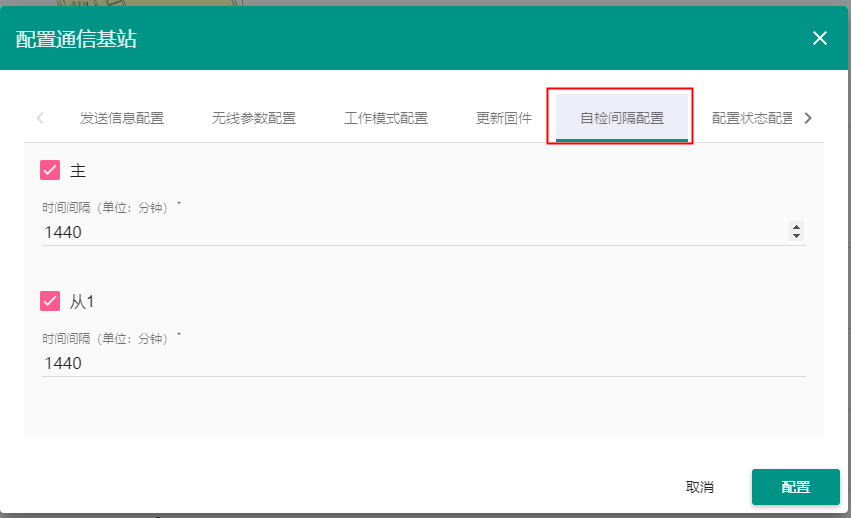 配置通信基站
发送信息配置 无线参数配置 工作模式配置 更新固件 自检间隔配置 配置状态配置
主
时间间隔（单位：分钟） *
1440
从1
时间间隔（单位：分钟） *
1440
取消 配置